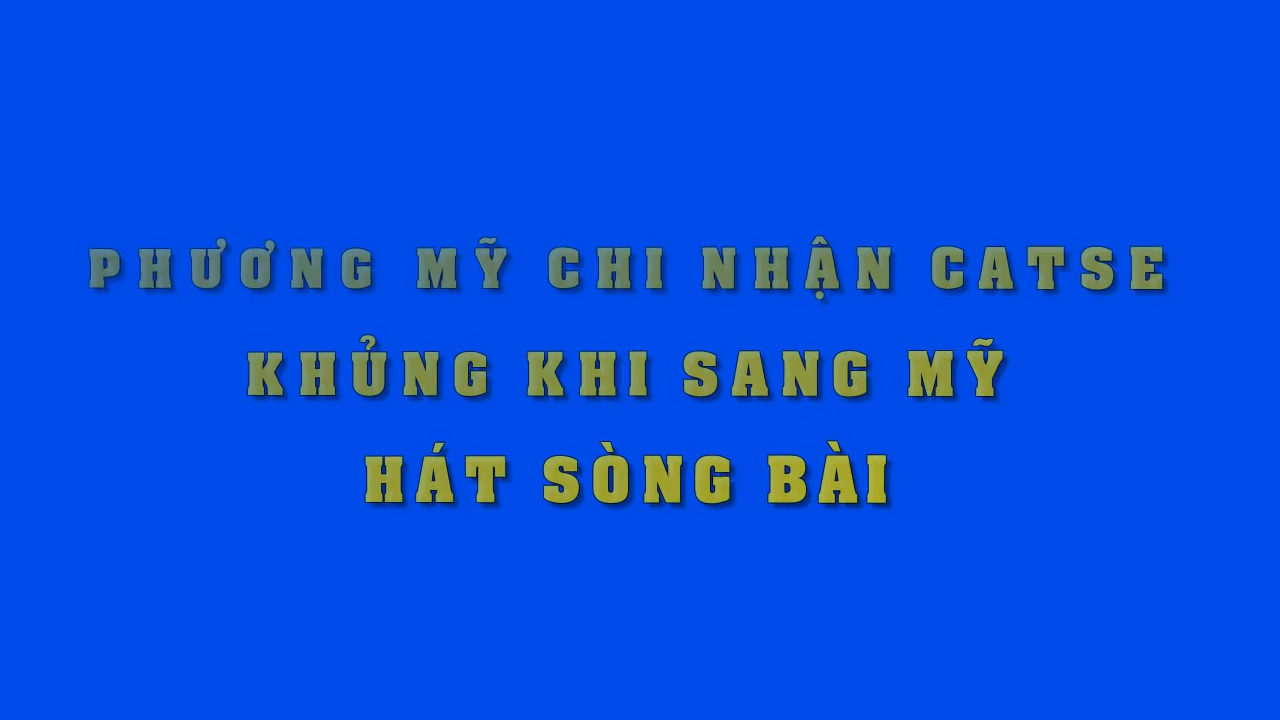 PHƯƠNG MỸ CHI NHẬN CATSE
KHỦNG KHI SANG MỸ
HÁT SÒNG BÀI